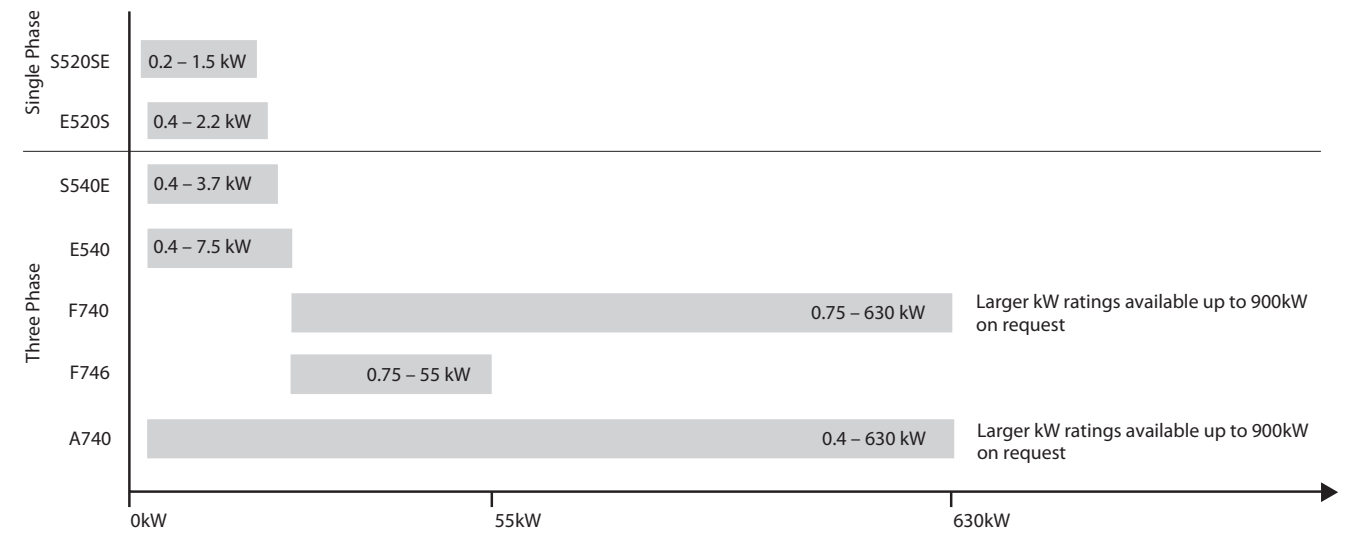 Single Phase
S520SE
0.2 – 1.5 kW
E520S
0.4 – 2.2 kW
Three Phase
S540E
0.4 – 3.7 kW
E540
0.4 – 7.5 kW
F740
0.75 – 630 kW
Larger kW ratings available up to 900kW
on request
F746
0.75 – 55 kW
A740
0.4 – 630 kW
Larger kW ratings available up to 900kW
on request
0kW
55kW
630kW